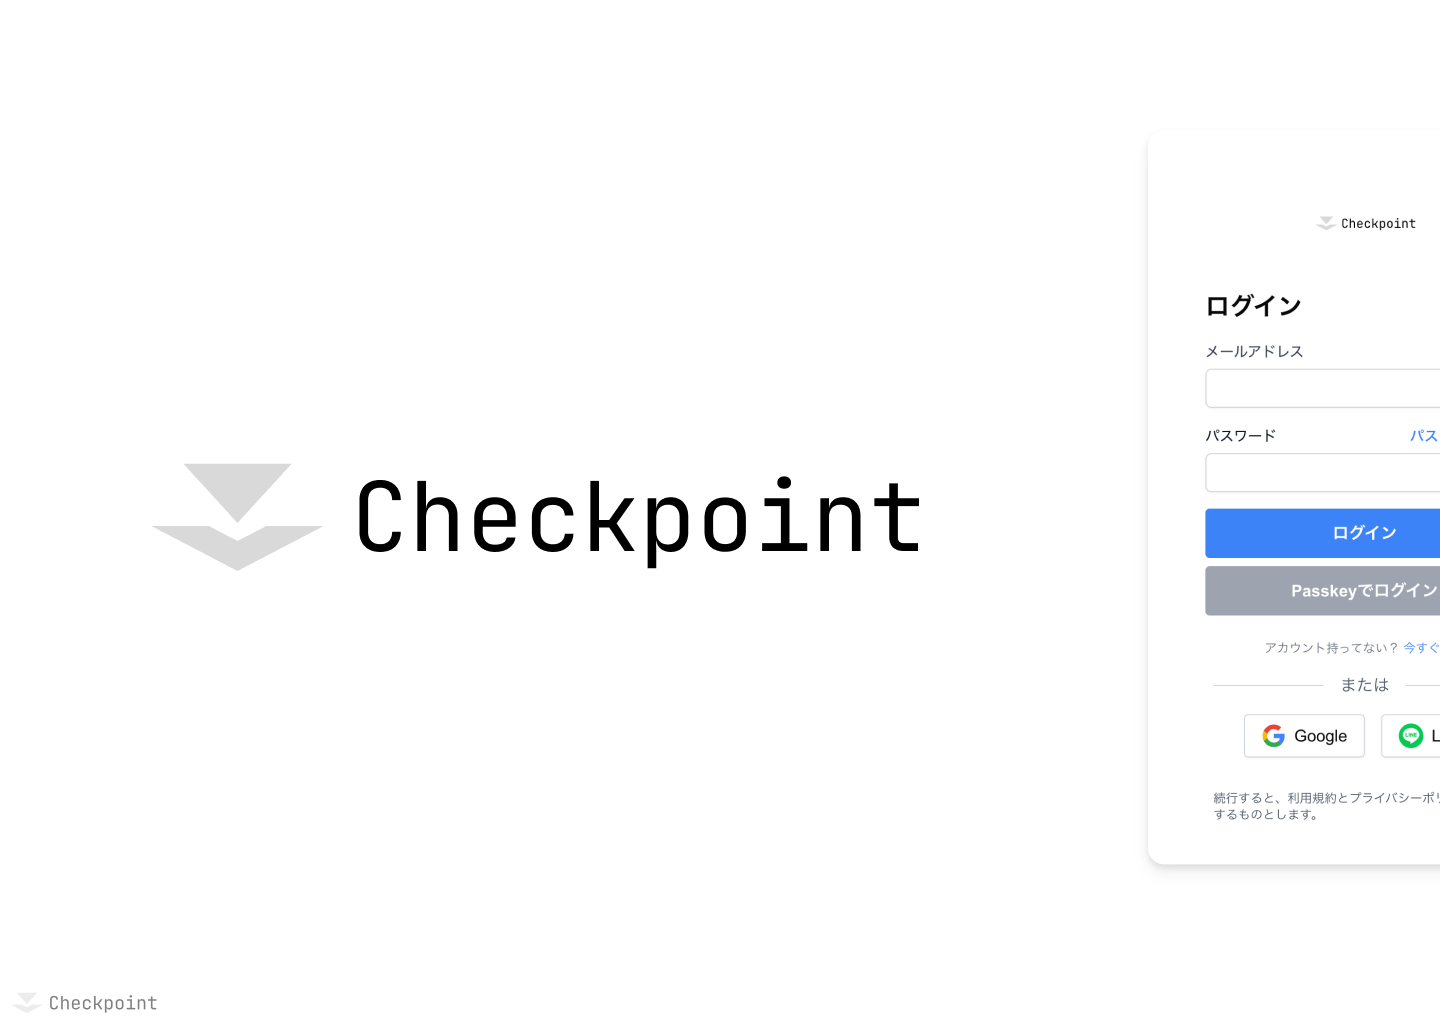 Checkpoint
Checkpoint
ログイン
メールアドレス
パスワード
パス
ログイン
Passkeyでログイン
アカウント持ってない？ 今すぐ
または
Google
LINE
L
続行すると、利用規約とプライバシーポリ
するものとします。
Checkpoint